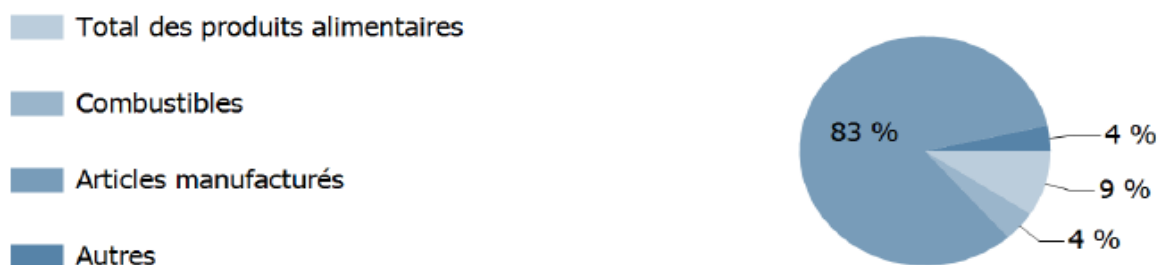 Total des produits alimentaires
Combustibles
Articles manufacturés
Autres
83 %
4 %
9 %
4 %